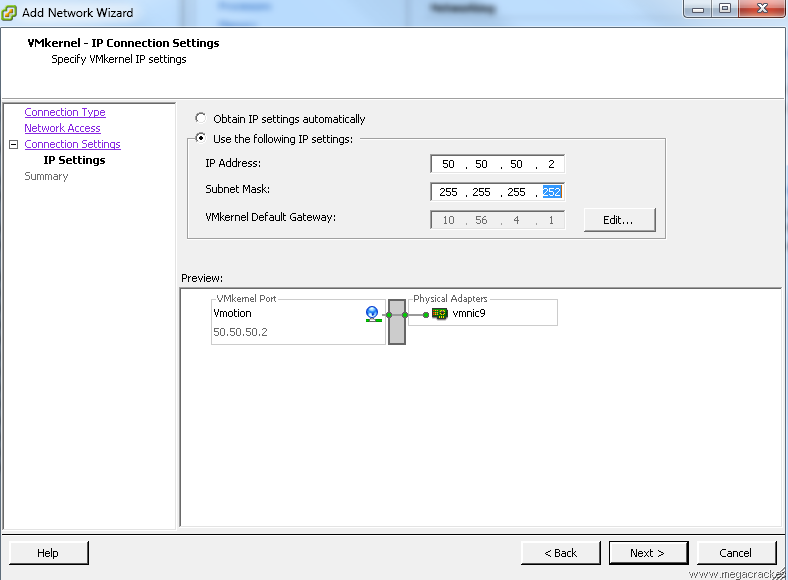 Add Network Wizard
VMkernel - IP Connection Settings
Specify VMkernel IP settings
Connection Type
Network Access
Connection Settings
IP Settings
Summary
Obtain IP settings automatically
Use the following IP settings:
IP Address:
50 . 50 . 50 . 2
Subnet Mask:
255 . 255 . 255 . 252
VMkernel Default Gateway:
10 . 56 . 4 . 1
Edit...
Preview:
VMkernel Port
Vmotion
50.50.50.2
Physical Adapters
vmnic9
Help
< Back
Next >
Cancel